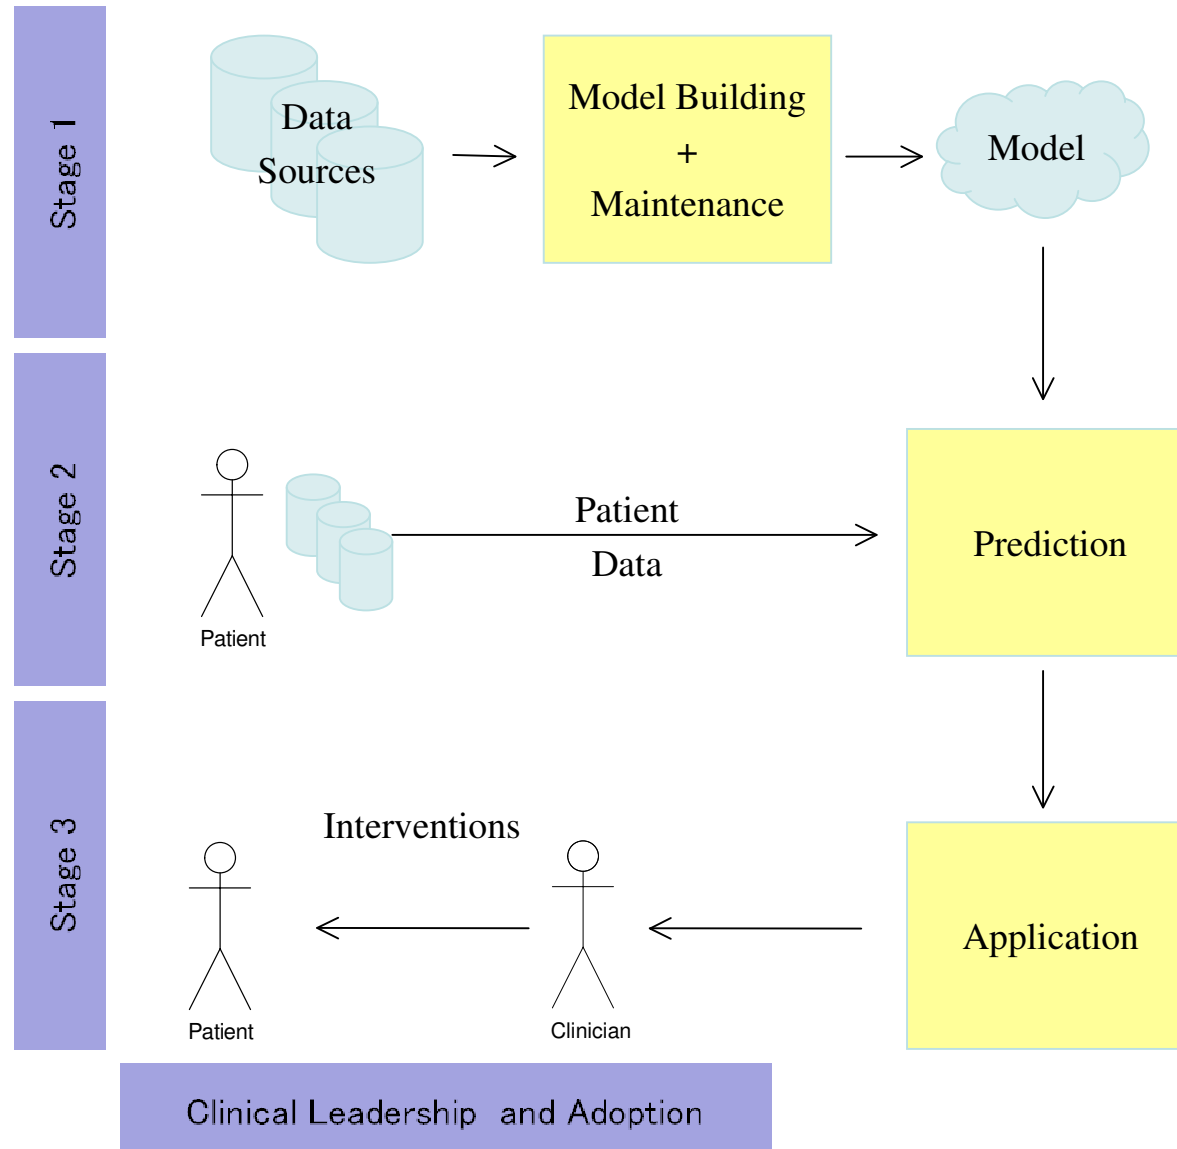 Stage 1
Data
Sources
Model Building
+
Maintenance
Model
Stage 2
Patient
Patient
Data
Prediction
Stage 3
Interventions
Patient
Clinician
Application
Clinical Leadership and Adoption